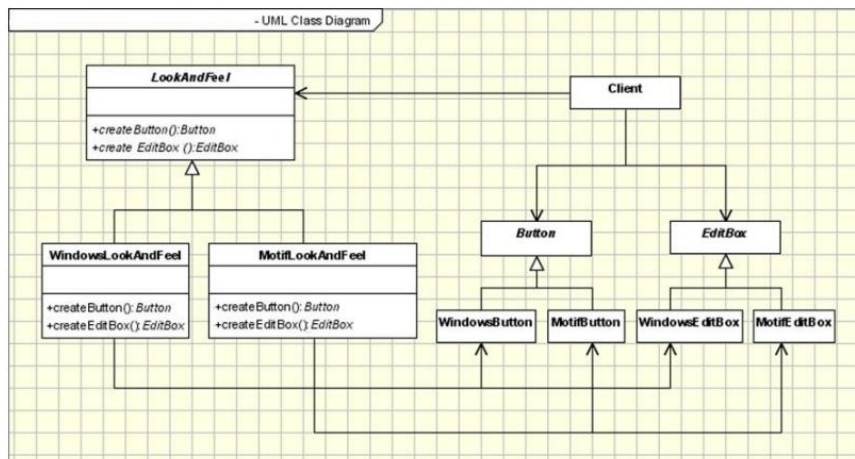 - UML Class Diagram
LookAndFeel
Client
+createButton():Button
+create EditBox ():EditBox
Button
EditBox
WindowsLookAndFeel
MotifLookAndFeel
+createButton(): Button
+createEditBox(): EditBox
+createButton(): Button
+createEditBox(): EditBox
WindowsButton
MotifButton
WindowsEditBox
MotifEditBox